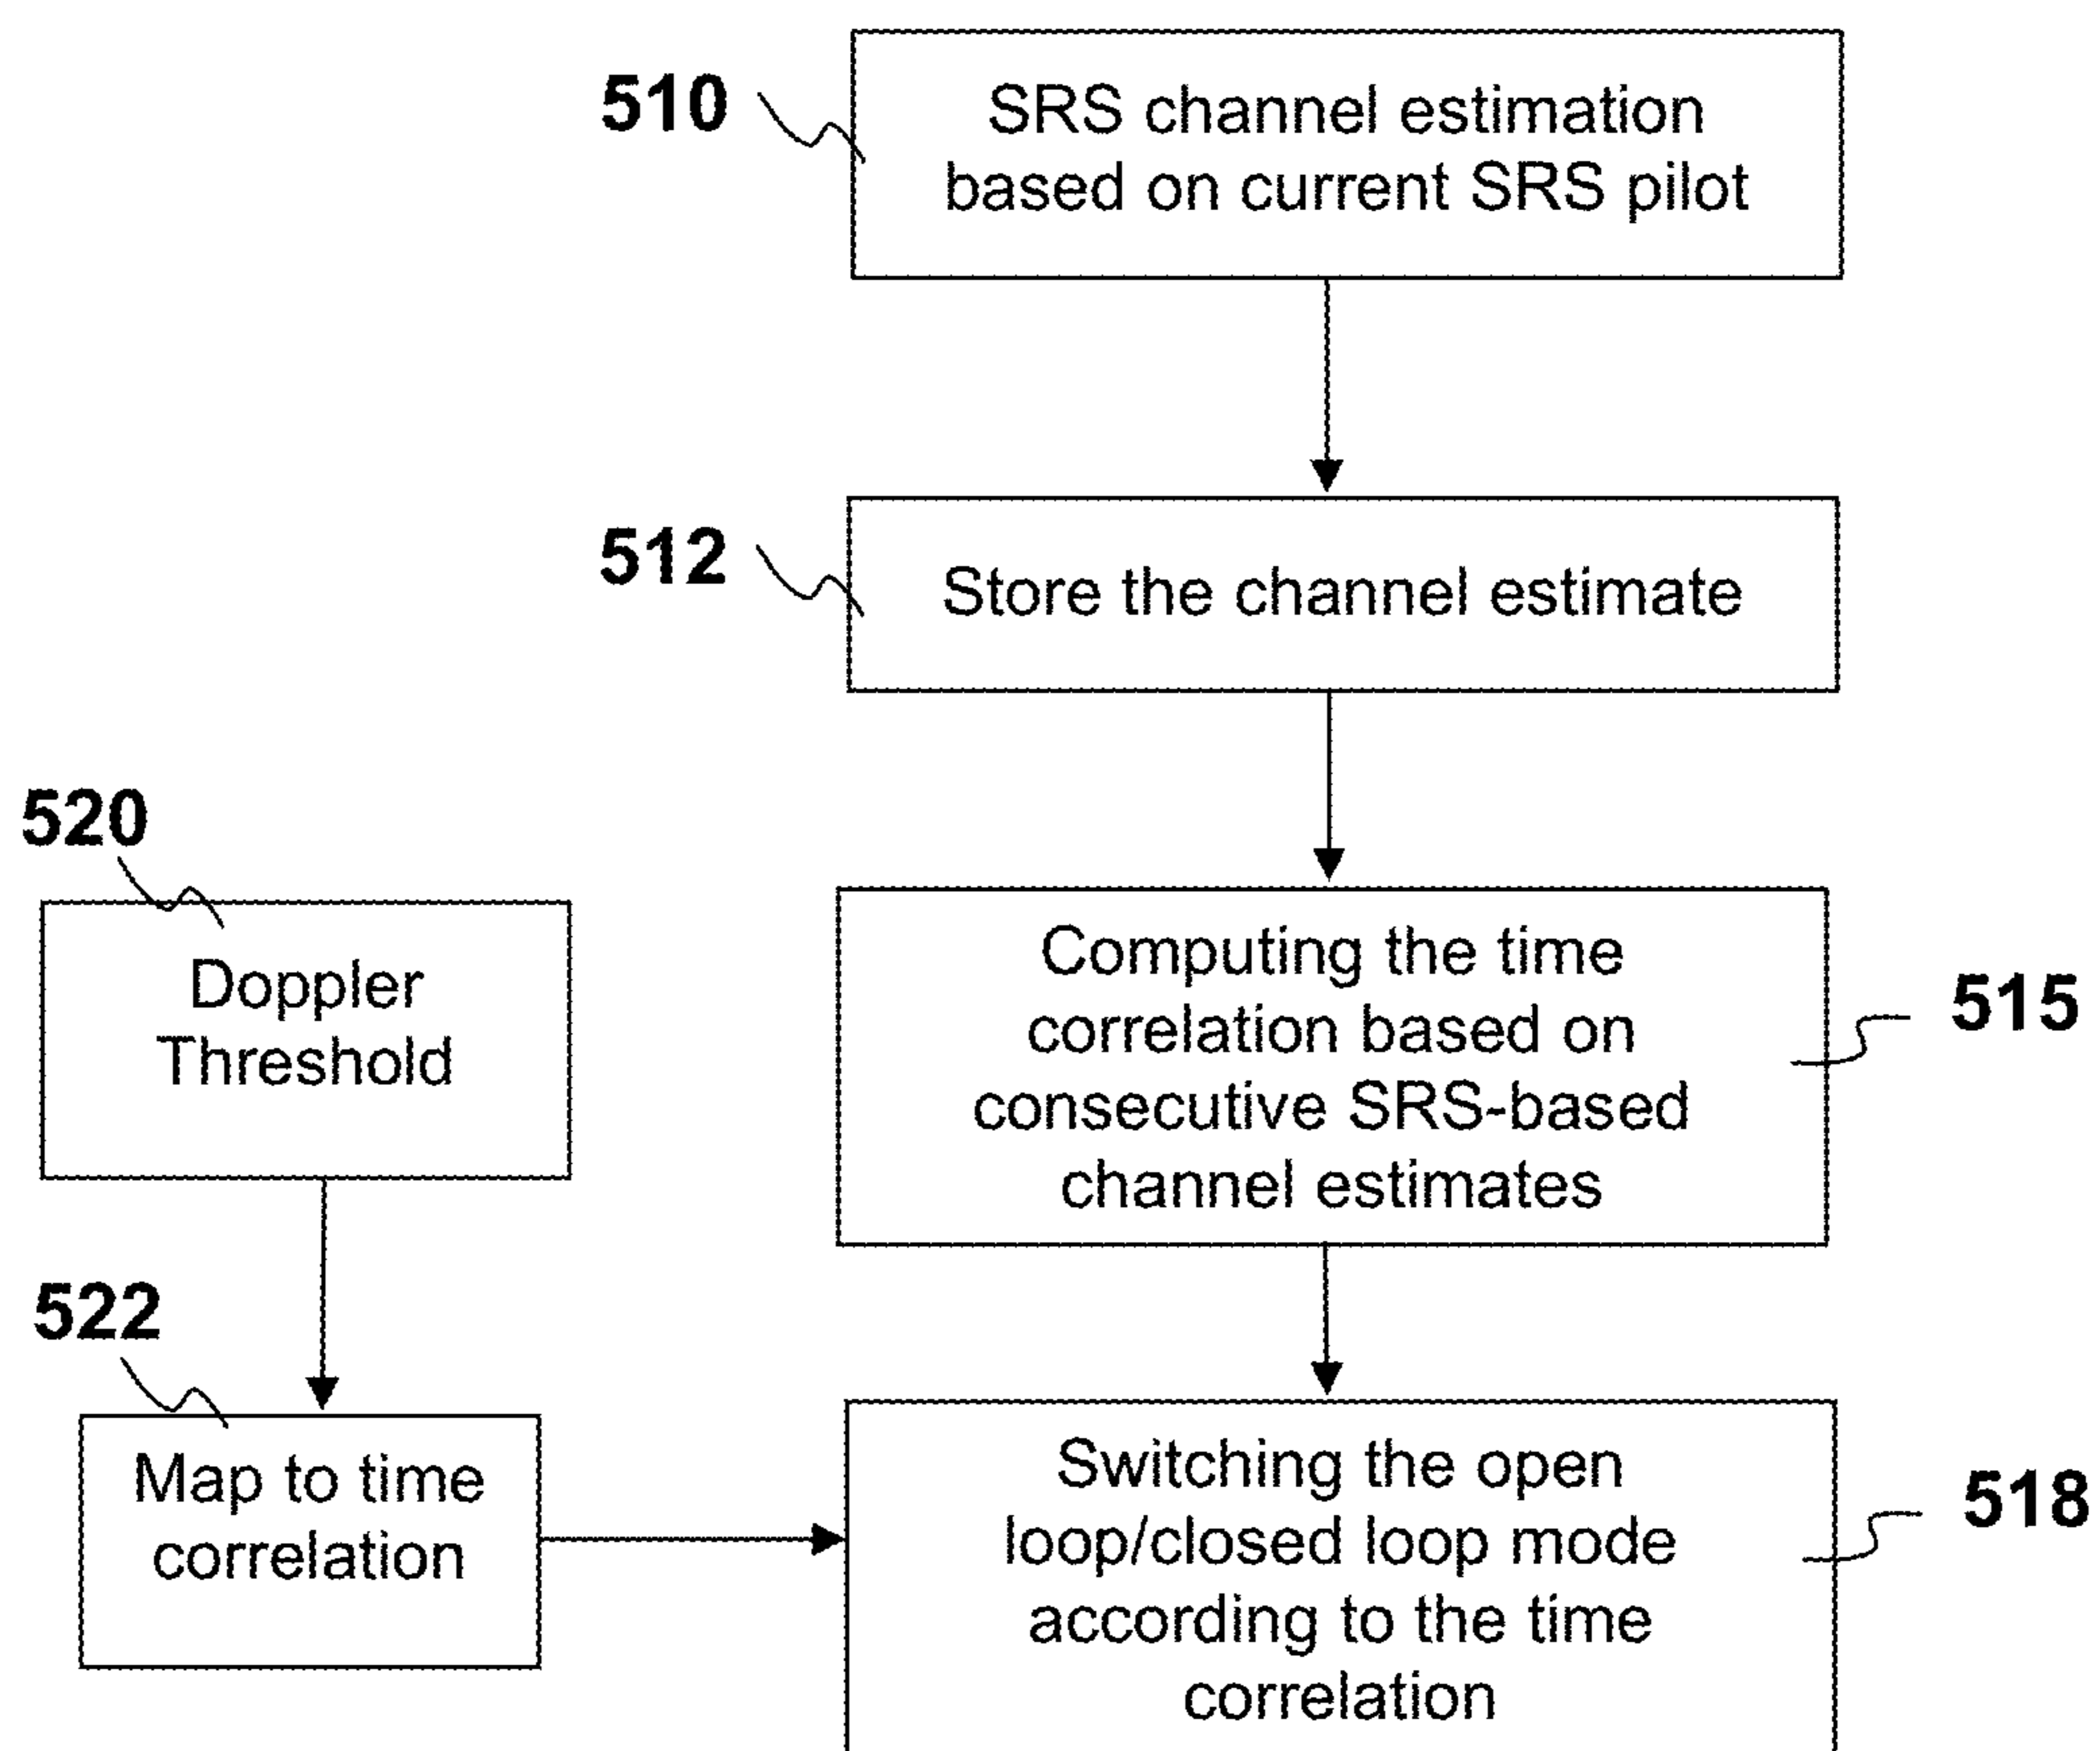 510
SRS channel estimation
based on current SRS pilot
512
Store the channel estimate
520
Doppler
Threshold
Computing the time
correlation based on
consecutive SRS-based
channel estimates
515
522
Map to time
correlation
Switching the open
loop/closed loop mode
according to the time
correlation
518